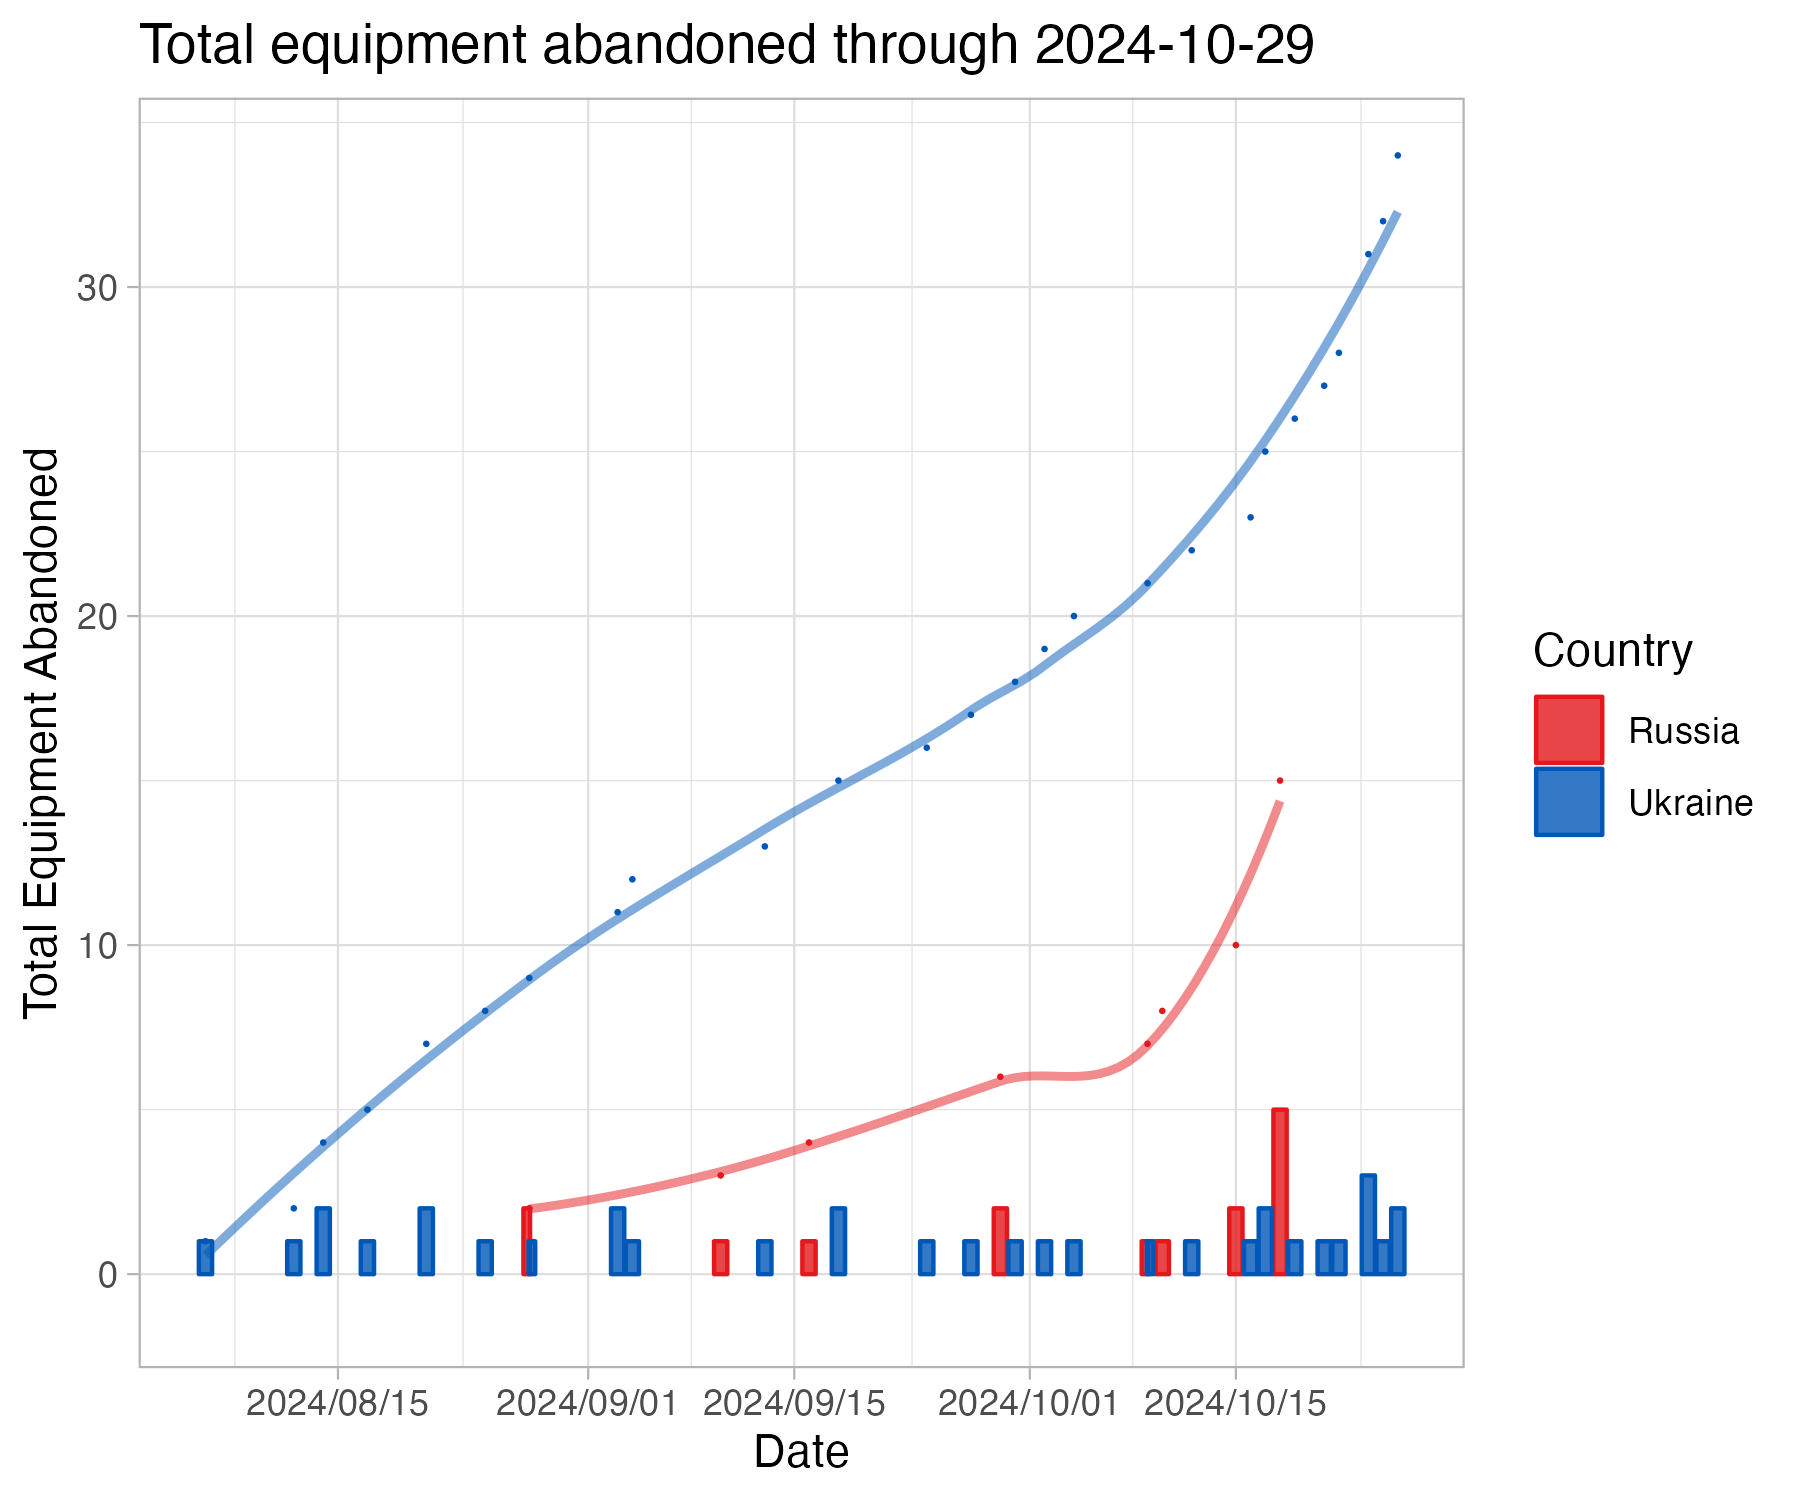 Total equipment abandoned through 2024-10-29
Total Equipment Abandoned
30
20
10
0
2024/08/15 2024/09/01 2024/09/15 2024/10/01 2024/10/15
Date
Country
Russia
Ukraine